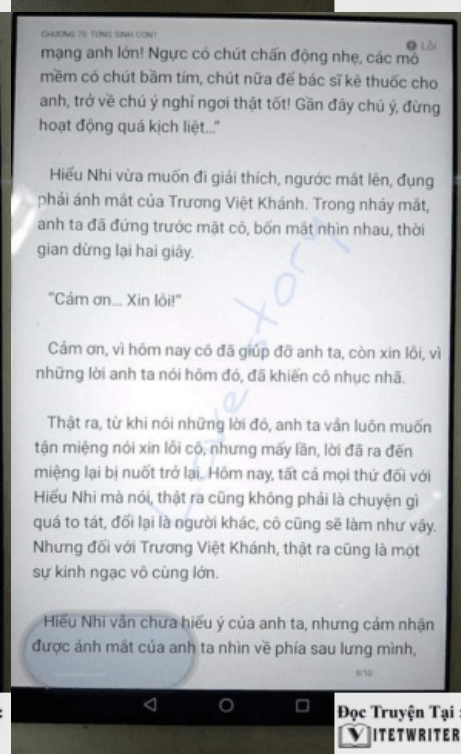 CHƯƠNG 75: TỪNG SINH CONT
Lỗi
mạng anh lớn! Ngực có chút chấn động nhẹ, các mô
mềm có chút bầm tím, chút nữa để bác sĩ kê thuốc cho
anh, trở về chú ý nghỉ ngơi thật tốt! Gần đây chú ý, đừng
hoạt động quá kịch liệt..."
Hiểu Nhi vừa muốn đi giải thích, ngước mắt lên, đụng
phải ánh mắt của Trương Việt Khánh. Trong nháy mắt,
anh ta đã đứng trước mặt cô, bốn mắt nhìn nhau, thời
gian dừng lại hai giây.
"Cảm ơn... Xin lỗi!"
Cảm ơn, vì hôm nay cô đã giúp đỡ anh ta, còn xin lỗi, vì
những lời anh ta nói hôm đó, đã khiến cô nhục nhã.
Thật ra, từ khi nói những lời đó, anh ta vẫn luôn muốn
tận miệng nói xin lỗi cô, nhưng mấy lần, lời đã ra đến
miệng lại bị nuốt trở lại. Hôm nay, tất cả mọi thứ đối với
Hiểu Nhi mà nói, thật ra cũng không phải là chuyện gì
quá to tát, đổi lại là người khác, cô cũng sẽ làm như vậy.
Nhưng đối với Trương Việt Khánh, thật ra cũng là một
sự kinh ngạc vô cùng lớn.
Hiểu Nhi vẫn chưa hiểu ý của anh ta, nhưng cảm nhận
được ánh mắt của anh ta nhìn về phía sau lưng mình,
9/10
Love story
Đọc Truyện Tại :
VITETWRITER